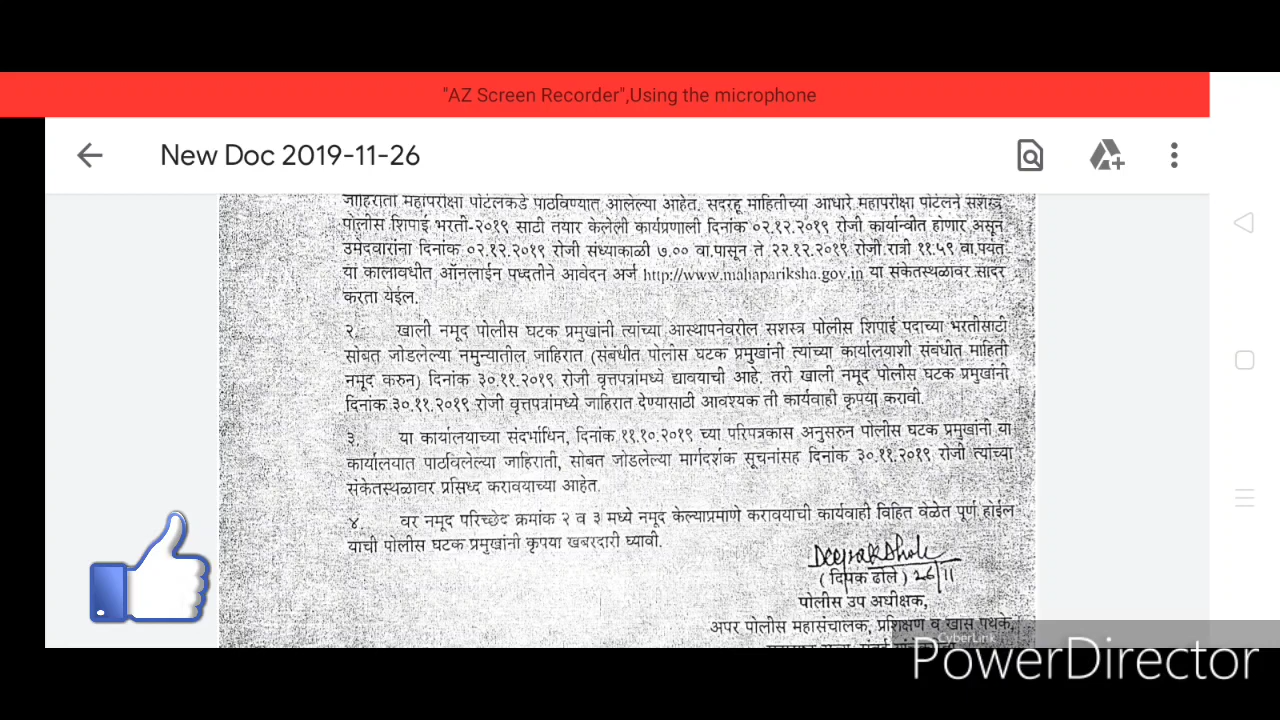 "AZ Screen Recorder",Using the microphone
New Doc 2019-11-26
जाहिराती महापरीक्षा पोर्टलकडे पाठविण्यात आलेल्या आहेत. सदरहू माहितीच्या आधारे महापरीक्षा पोर्टलने सशस्त्र
पोलीस शिपाई भरती-२०१९ साठी तयार केलेली कार्यप्रणाली दिनांक ०२.१२.२०१९ रोजी कार्यान्वीत होणार असून
उमेदवारांना दिनांक ०२.१२.२०१९ रोजी संध्याकाळी ७.०० वा.पासून ते २२.१२.२०१९ रोजी रात्री ११.५९ वा.पर्यंत
या कालावधीत ऑनलाईन पध्दतीने आवेदन अर्ज http://www.mahapariksha.gov.in या संकेतस्थळावर सादर
करता येईल.
२. खाली नमूद पोलीस घटक प्रमुखांनी त्यांच्या आस्थापनेवरील सशस्त्र पोलीस शिपाई पदाच्या भरतीसाठी
सोबत जोडलेल्या नमुन्यातील जाहिरात (संबंधीत पोलीस घटक प्रमुखांनी त्यांच्या कार्यालयाशी संबंधीत माहिती
नमूद करुन) दिनांक ३०.११.२०१९ रोजी वृत्तपत्रांमध्ये द्यावयाची आहे. तरी खाली नमूद पोलीस घटक प्रमुखांनी
दिनांक ३०.११.२०१९ रोजी वृत्तपत्रांमध्ये जाहिरात देण्यासाठी आवश्यक ती कार्यवाही कृपया करावी.
३. या कार्यालयाच्या संदर्भाधिन, दिनांक ११.१०.२०१९ च्या परिपत्रकास अनुसरुन पोलीस घटक प्रमुखांनी या
कार्यालयात पाठविलेल्या जाहिराती, सोबत जोडलेल्या मार्गदर्शक सूचनांसह दिनांक ३०.११.२०१९ रोजी त्यांच्या
संकेतस्थळावर प्रसिध्द करावयाच्या आहेत.
४. वर नमूद परिच्छेद क्रमांक २ व ३ मध्ये नमूद केल्याप्रमाणे करावयाची कार्यवाही विहित वेळेत पूर्ण होईल
याची पोलीस घटक प्रमुखांनी कृपया खबरदारी घ्यावी.
Deepak Dhole
(दिपक ढोले) 26/11
पोलीस उप अधीक्षक,
अपर पोलीस महासंचालक, प्रशिक्षण व खास पथके,
CyberLink
PowerDirector